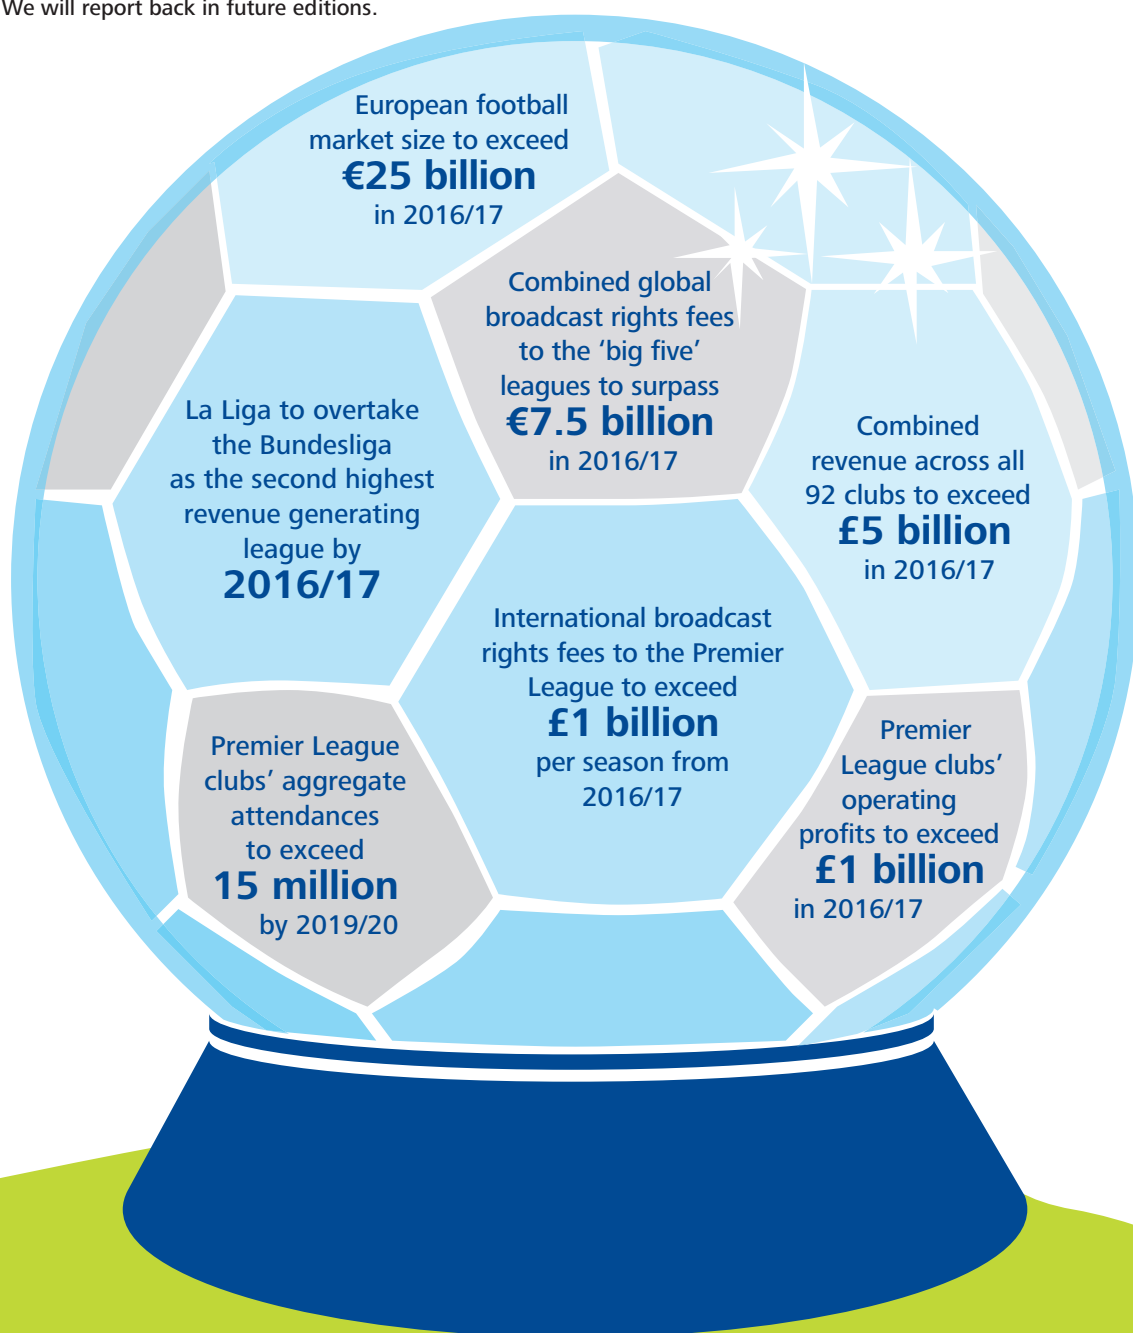 We will report back in future editions.
European football
market size to exceed
€25 billion
in 2016/17
Combined global
broadcast rights fees
to the ‘big five’
leagues to surpass
€7.5 billion
in 2016/17
La Liga to overtake
the Bundesliga
as the second highest
revenue generating
league by
2016/17
Combined
revenue across all
92 clubs to exceed
£5 billion
in 2016/17
International broadcast
rights fees to the Premier
League to exceed
£1 billion
per season from
2016/17
Premier League
clubs’ aggregate
attendances
to exceed
15 million
by 2019/20
Premier
League clubs’
operating
profits to exceed
£1 billion
in 2016/17